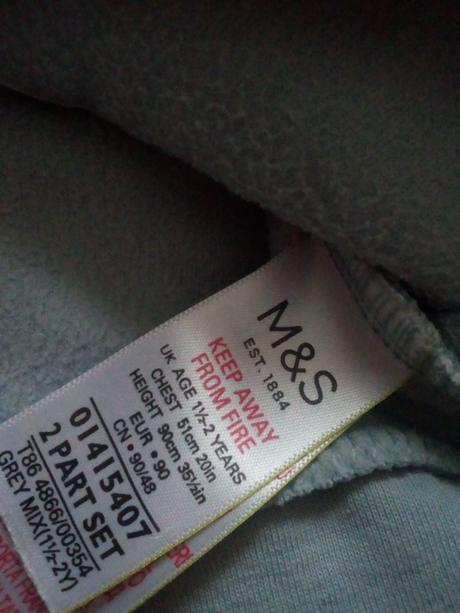 M&S
EST. 1884
KEEP AWAY
FROM FIRE
UK AGE 1½-2 YEARS
CHEST 51cm 20in
HEIGHT 90cm 35½in
EUR • 90
CN • 90/48
01415407
2 PART SET
T86 4866/00354
GREY MIX(1½-2Y)